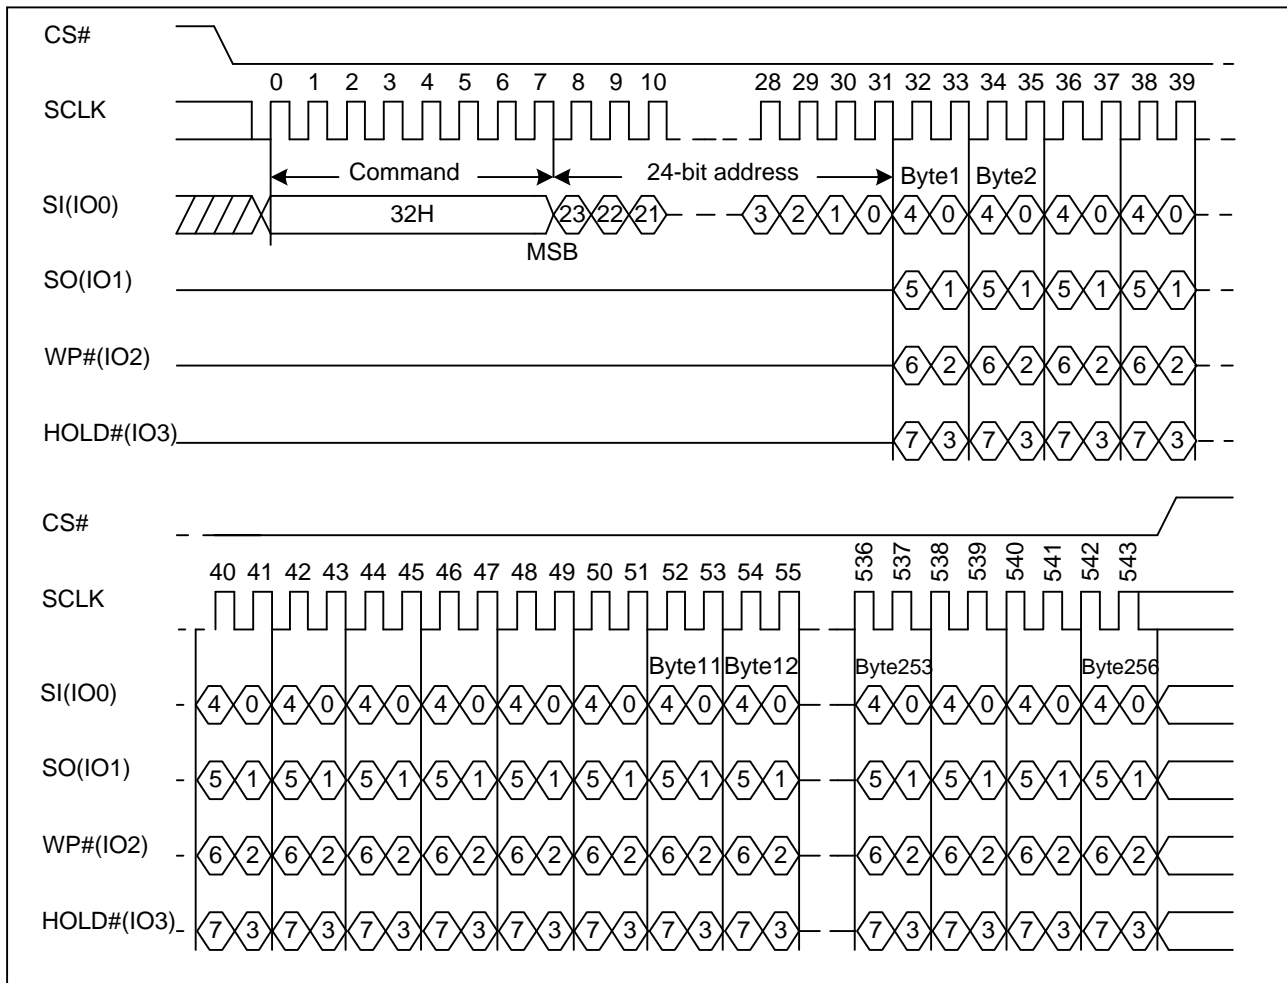 CS#
0 1 2 3 4 5 6 7 8 9 10 28 29 30 31 32 33 34 35 36 37 38 39
SCLK
Command 24-bit address Byte1 Byte2
SI(IO0) 32H 23 22 21 3 2 1 0 4 0 4 0 4 0 4 0
MSB
SO(IO1) 5 1 5 1 5 1 5 1
WP#(IO2) 6 2 6 2 6 2 6 2
HOLD#(IO3) 7 3 7 3 7 3 7 3
CS#
40 41 42 43 44 45 46 47 48 49 50 51 52 53 54 55 536 537 538 539 540 541 542 543
SCLK
Byte11 Byte12 Byte253 Byte256
SI(IO0) 4 0 4 0 4 0 4 0 4 0 4 0 4 0 4 0 4 0 4 0 4 0 4 0
SO(IO1) 5 1 5 1 5 1 5 1 5 1 5 1 5 1 5 1 5 1 5 1 5 1 5 1
WP#(IO2) 6 2 6 2 6 2 6 2 6 2 6 2 6 2 6 2 6 2 6 2 6 2 6 2
HOLD#(IO3) 7 3 7 3 7 3 7 3 7 3 7 3 7 3 7 3 7 3 7 3 7 3 7 3